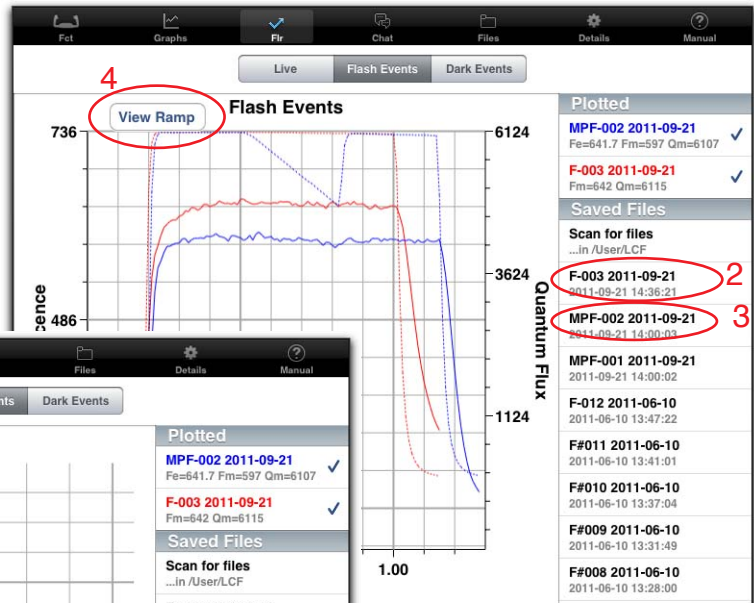 Fct Graphs Flr Chat Files Details Manual
Live Flash Events Dark Events
4
View Ramp
Flash Events
736
486
6124
3624
1124
Quantum Flux
1.00
Plotted
MPF-002 2011-09-21
Fe=641.7 Fm=597 Qm=6107
F-003 2011-09-21
Fm=642 Qm=6115
Saved Files
Scan for files
...in /User/LCF
F-003 2011-09-21
2011-09-21 14:36:21
2
MPF-002 2011-09-21
2011-09-21 14:00:03
3
MPF-001 2011-09-21
2011-09-21 14:00:02
F-012 2011-06-10
2011-06-10 13:47:22
F#011 2011-06-10
2011-06-10 13:41:01
F#010 2011-06-10
2011-06-10 13:37:04
F#009 2011-06-10
2011-06-10 13:31:49
F#008 2011-06-10
2011-06-10 13:28:00
Files Details Manual
Dark Events
Plotted
MPF-002 2011-09-21
Fe=641.7 Fm=597 Qm=6107
F-003 2011-09-21
Fm=642 Qm=6115
Saved Files
Scan for files
...in /User/LCF